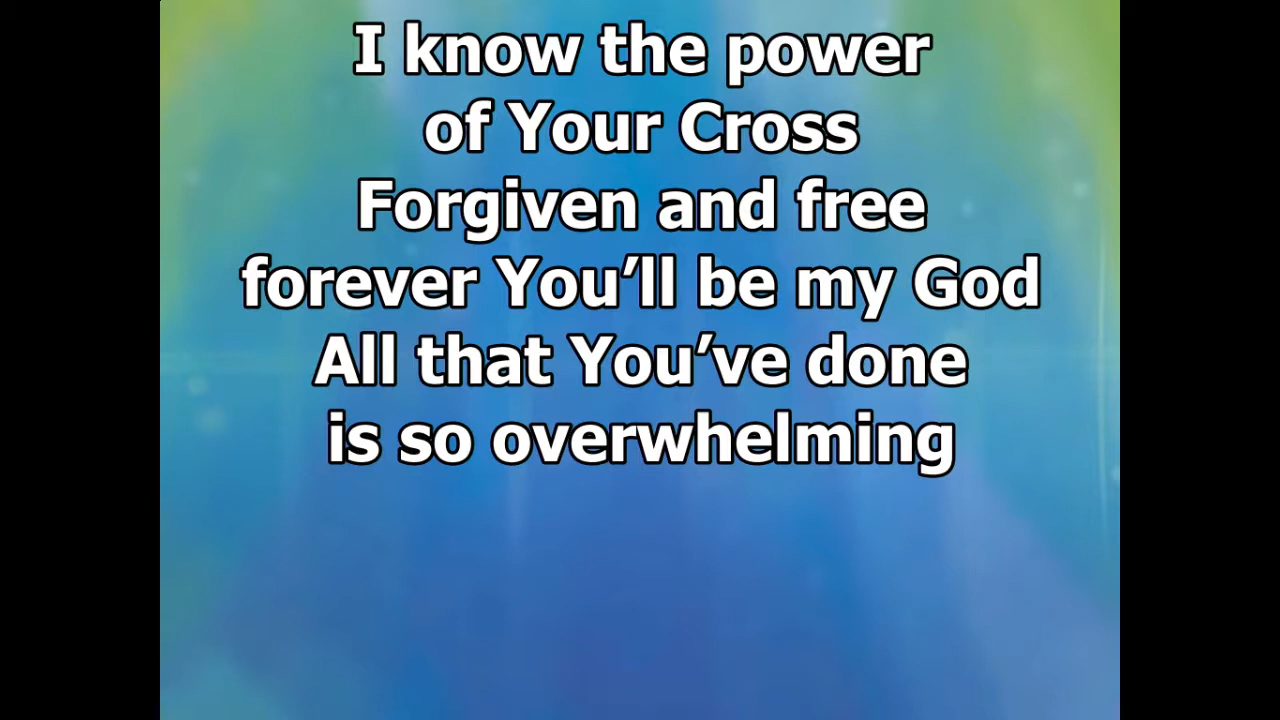 I know the power
of Your Cross
Forgiven and free
forever You’ll be my God
All that You’ve done
is so overwhelming